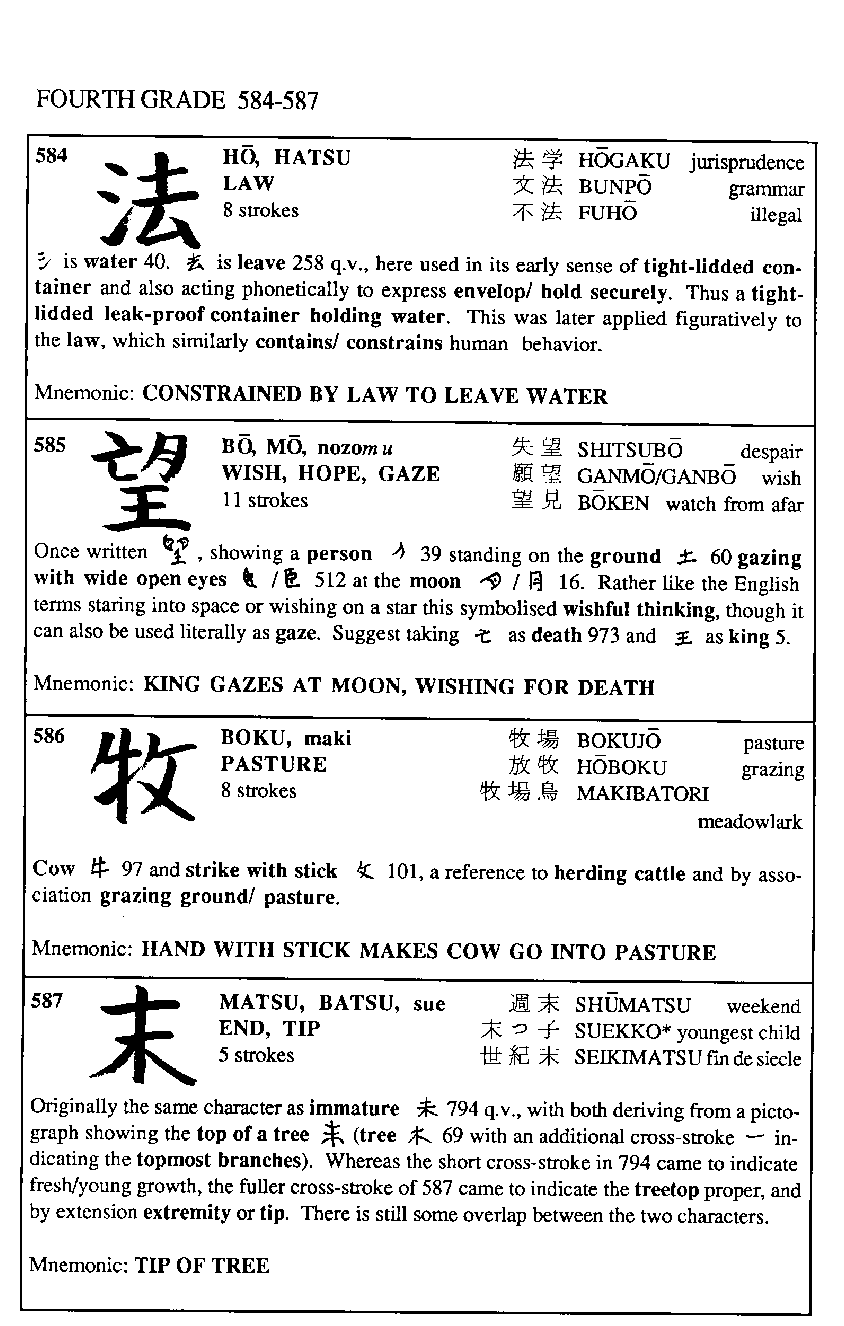 FOURTH GRADE 584-587
584
法
HŌ, HATSU
LAW
8 strokes
法学 HŌGAKU jurisprudence
文法 BUNPŌ grammar
不法 FUHŌ illegal
氵 is water 40. 去 is leave 258 q.v., here used in its early sense of tight-lidded con-
tainer and also acting phonetically to express envelop/ hold securely. Thus a tight-
lidded leak-proof container holding water. This was later applied figuratively to
the law, which similarly contains/ constrains human behavior.
Mnemonic: CONSTRAINED BY LAW TO LEAVE WATER
585
望
BŌ, MŌ, nozomu
WISH, HOPE, GAZE
11 strokes
失望 SHITSUBŌ despair
願望 GANMŌ/GANBŌ wish
望見 BŌKEN watch from afar
Once written , showing a person 39 standing on the ground 土 60 gazing
with wide open eyes / 臣 512 at the moon / 月 16. Rather like the English
terms staring into space or wishing on a star this symbolised wishful thinking, though it
can also be used literally as gaze. Suggest taking 亡 as death 973 and 王 as king 5.
Mnemonic: KING GAZES AT MOON, WISHING FOR DEATH
586
牧
BOKU, maki
PASTURE
8 strokes
牧場 BOKUJŌ pasture
放牧 HŌBOKU grazing
牧場鳥 MAKIBATORI
meadowlark
Cow 牛 97 and strike with stick 攵 101, a reference to herding cattle and by asso-
ciation grazing ground/ pasture.
Mnemonic: HAND WITH STICK MAKES COW GO INTO PASTURE
587
末
MATSU, BATSU, sue
END, TIP
5 strokes
週末 SHŪMATSU weekend
末っ子 SUEKKO* youngest child
世紀末 SEIKIMATSU fin de siecle
Originally the same character as immature 未 794 q.v., with both deriving from a picto-
graph showing the top of a tree (tree 木 69 with an additional cross-stroke 一 in-
dicating the topmost branches). Whereas the short cross-stroke in 794 came to indicate
fresh/young growth, the fuller cross-stroke of 587 came to indicate the treetop proper, and
by extension extremity or tip. There is still some overlap between the two characters.
Mnemonic: TIP OF TREE